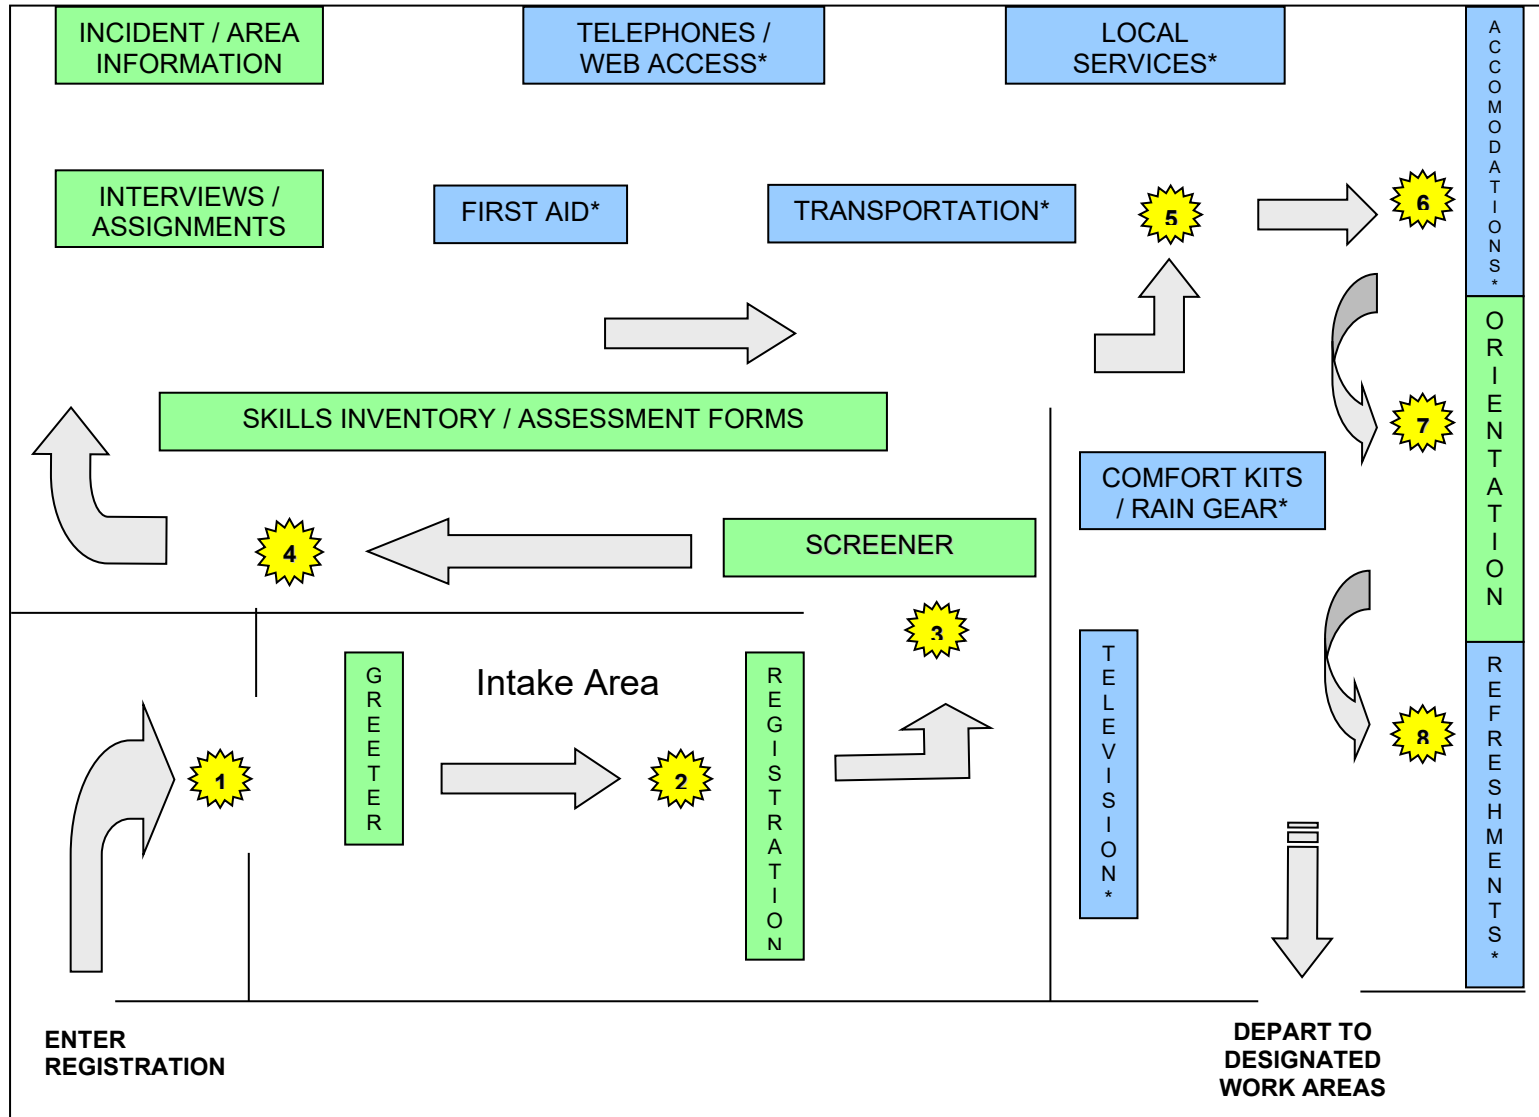 INCIDENT / AREA
INFORMATION
TELEPHONES /
WEB ACCESS*
LOCAL
SERVICES*
ACCOMODATIONS*
INTERVIEWS /
ASSIGNMENTS
FIRST AID*
TRANSPORTATION*
5
6
ORIENTATION
SKILLS INVENTORY / ASSESSMENT FORMS
7
COMFORT KITS
/ RAIN GEAR*
SCREENER
4
3
GREETER
Intake Area
REGISTRATION
TELEVISION*
REFRESHMENTS*
1
2
8
ENTER
REGISTRATION
DEPART TO
DESIGNATED
WORK AREAS